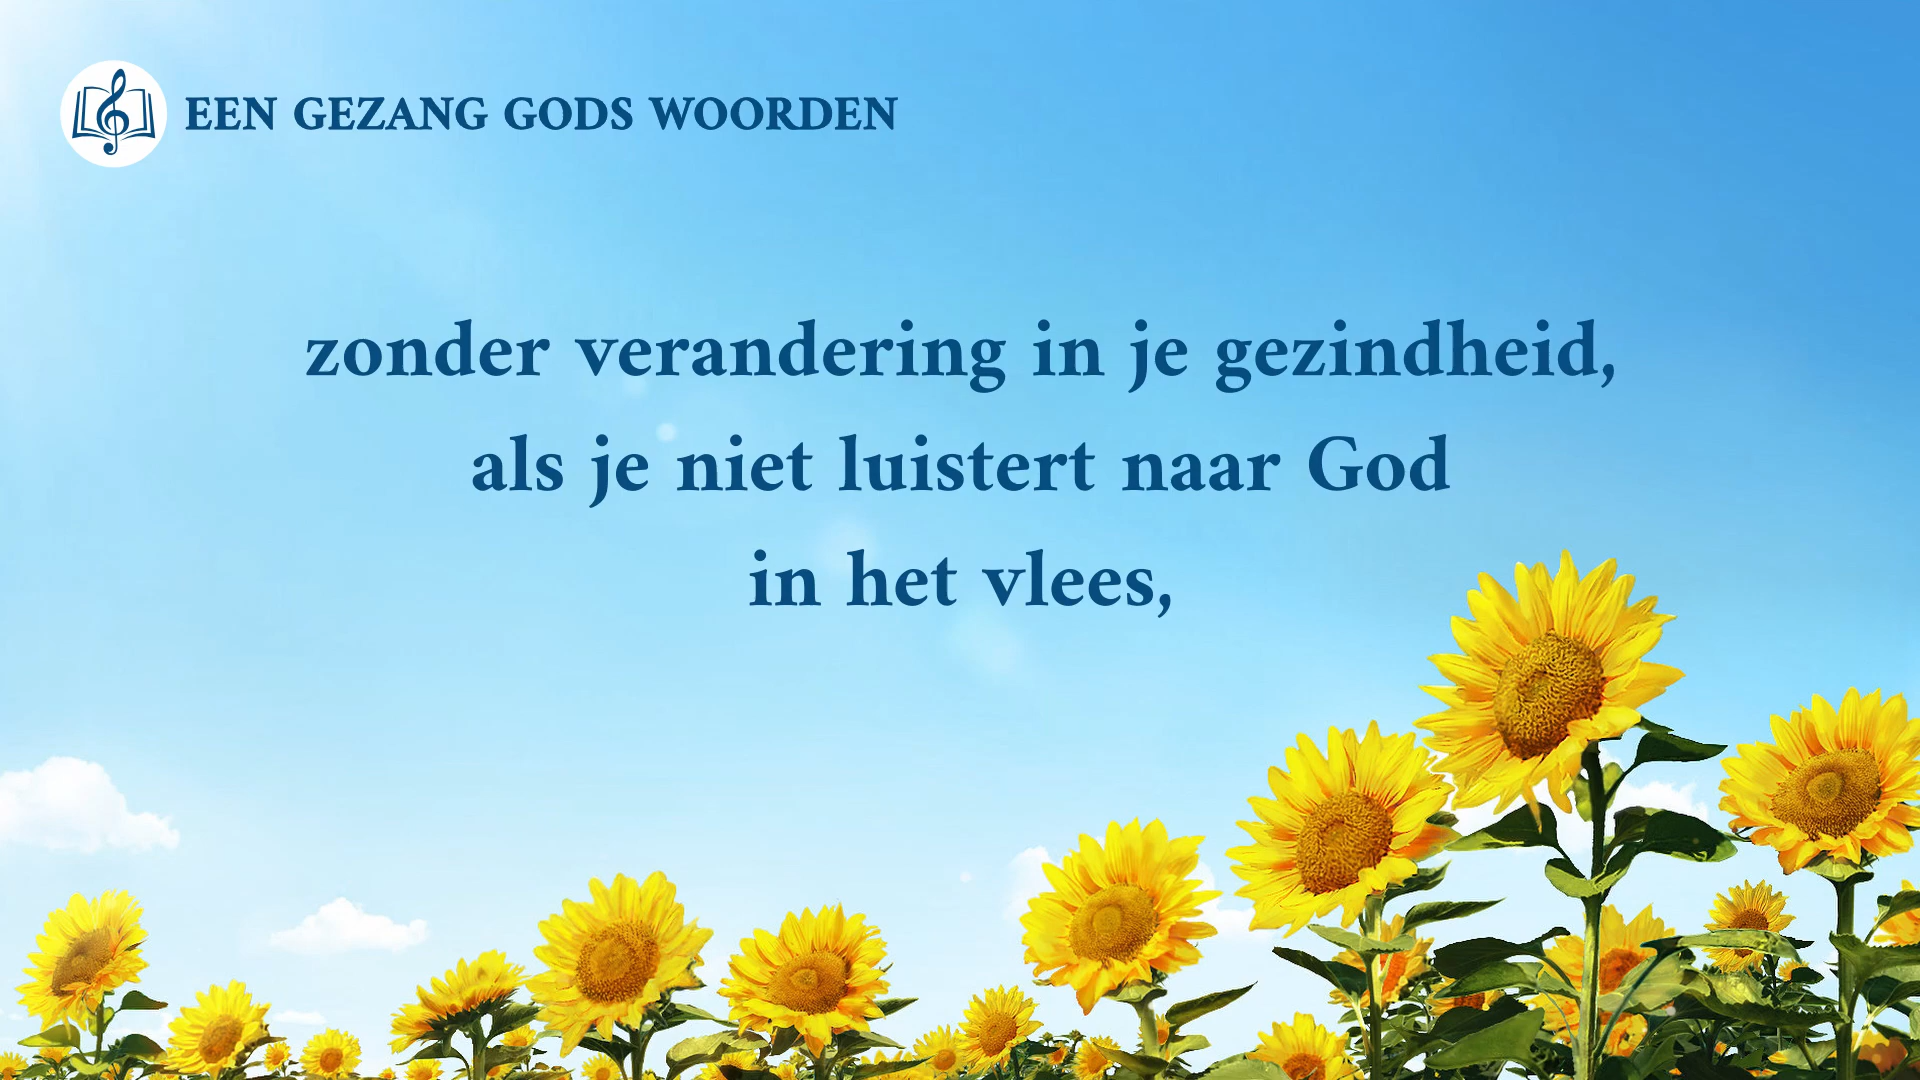 EEN GEZANG GODS WOORDEN
zonder verandering in je gezindheid,
als je niet luistert naar God
in het vlees,